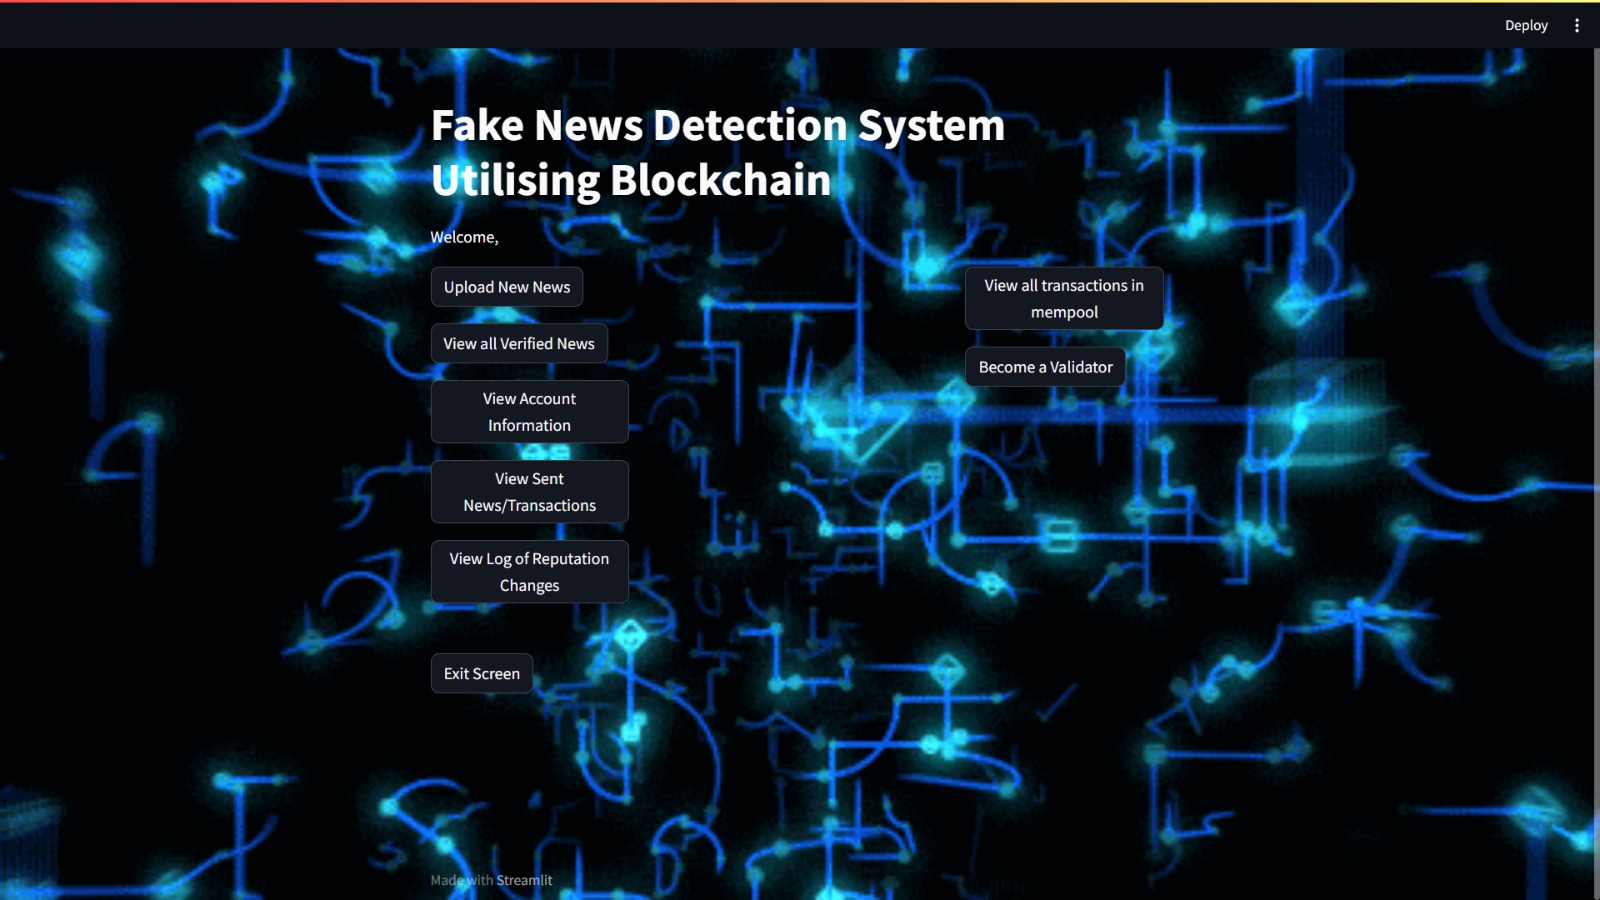 Deploy
Fake News Detection System
Utilising Blockchain
Welcome,
Upload New News
View all Verified News
View Account
Information
View Sent
News/Transactions
View Log of Reputation
Changes
Exit Screen
View all transactions in
mempool
Become a Validator
Made with Streamlit